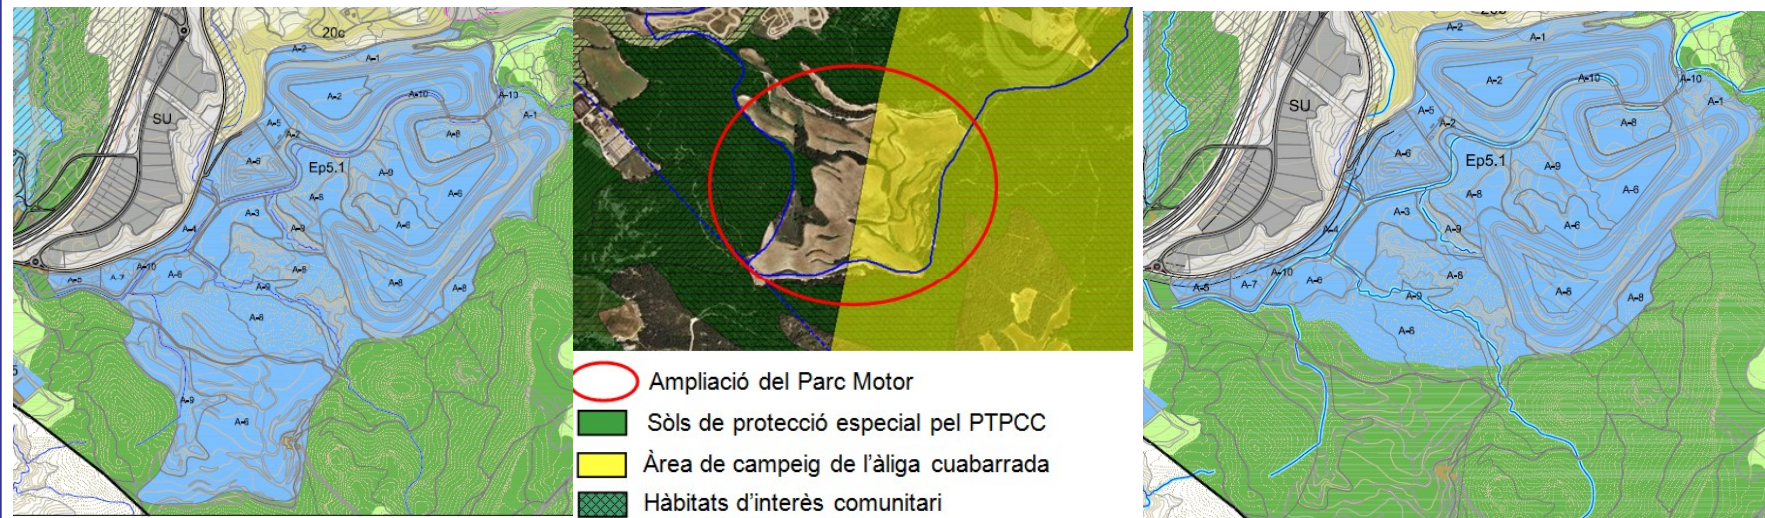 20c
A-2
A-1
SU
A-2
A-10
A-10
A-1
A-5
A-2
A-8
A-6
Ep5.1
A-9
A-8
A-6
A-3
A-6
A-4
A-9
A-10
A-6
A-8
A-7
A-8
A-8
A-9
A-6
A-9
A-6
Ampliació del Parc Motor
Sòls de protecció especial pel PTPCC
Àrea de campeig de l'àliga cuabarrada
Hàbitats d'interès comunitari
A-2
A-1
A-2
A-10
A-10
A-1
SU
A-5
A-2
A-8
A-6
Ep5.1
A-9
A-8
A-6
A-3
A-6
A-4
A-9
A-10
A-6
A-8
A-5
A-7
A-8
A-8
A-9
A-6